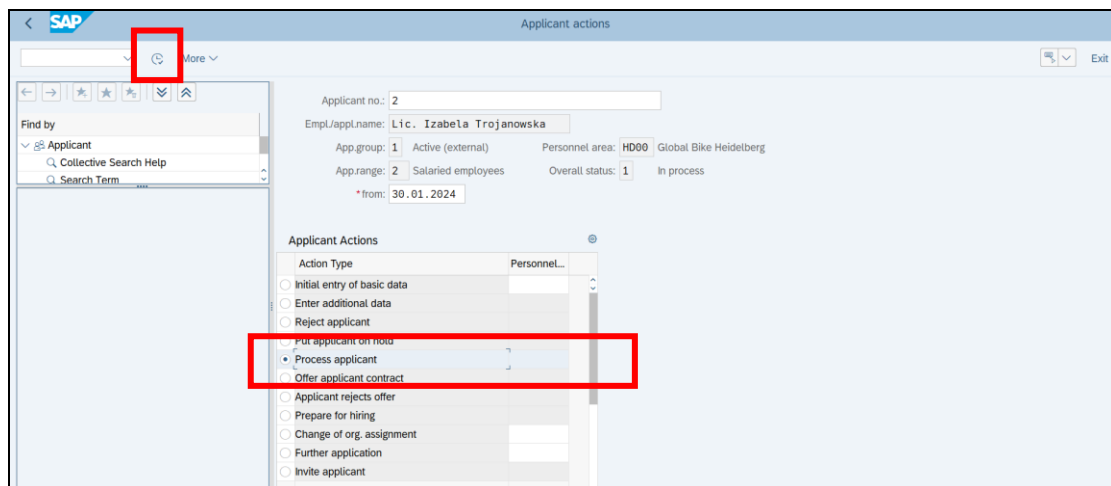 SAP Applicant actions
More Exit
Find by
Applicant
Collective Search Help
Search Term
Applicant no.: 2
Empl./appl.name: Lic. Izabela Trojanowska
App.group: 1 Active (external) Personnel area: HD00 Global Bike Heidelberg
App.range: 2 Salaried employees Overall status: 1 In process
*from: 30.01.2024
Applicant Actions
Action Type Personnel...
Initial entry of basic data
Enter additional data
Reject applicant
Put applicant on hold
Process applicant
Offer applicant contract
Applicant rejects offer
Prepare for hiring
Change of org. assignment
Further application
Invite applicant